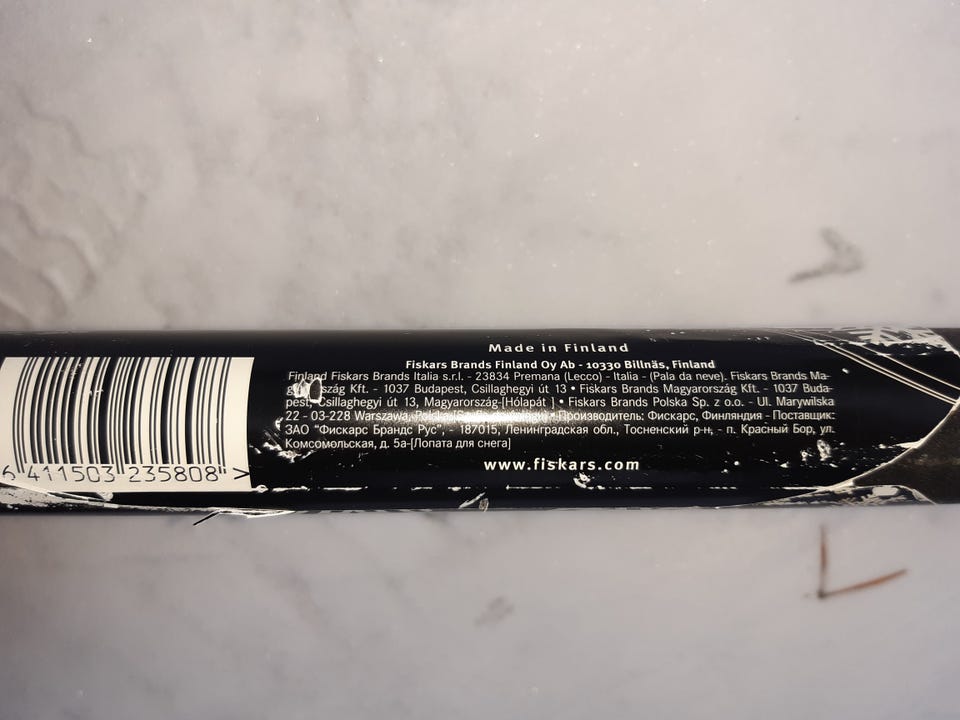 Made in Finland
Fiskars Brands Finland Oy Ab - 10330 Billnäs, Finland
Finland Fiskars Brands Italia s.r.l. - 23834 Premana (Lecco) - Italia - (Pala da neve). Fiskars Brands Ma-
Kft. - 1037 Budapest, Csillaghegyi út 13 • Fiskars Brands Magyarország Kft. - 1037 Buda-
pest, Csillaghegyi út 13, Magyarország-[Hólapát ] • Fiskars Brands Polska Sp. z o.o. - Ul. Marywilska
22 - 03-228 Warszawa, Polska • Производитель: Фискарс, Финляндия - Поставщик:
ЗАО "Фискарс Брандс Рус", - 187015, Ленинградская обл., Тосненский р-н, - п. Красный Бор, ул.
Комсомольская, д. 5а-[Лопата для снега]
www.fiskars.com
6 411503 235808 >